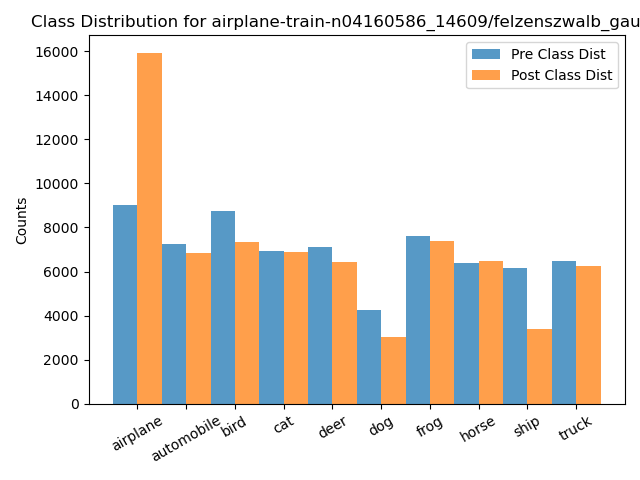 Class Distribution for airplane-train-n04160586_14609/felzenszwalb_gau
Pre Class Dist
Post Class Dist
Counts
16000
14000
12000
10000
8000
6000
4000
2000
0
airplane
automobile
bird
cat
deer
dog
frog
horse
ship
truck